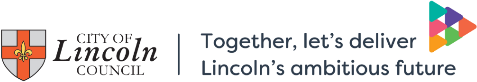 CITY OF
Lincoln
COUNCIL
Together, let's deliver
Lincoln's ambitious future